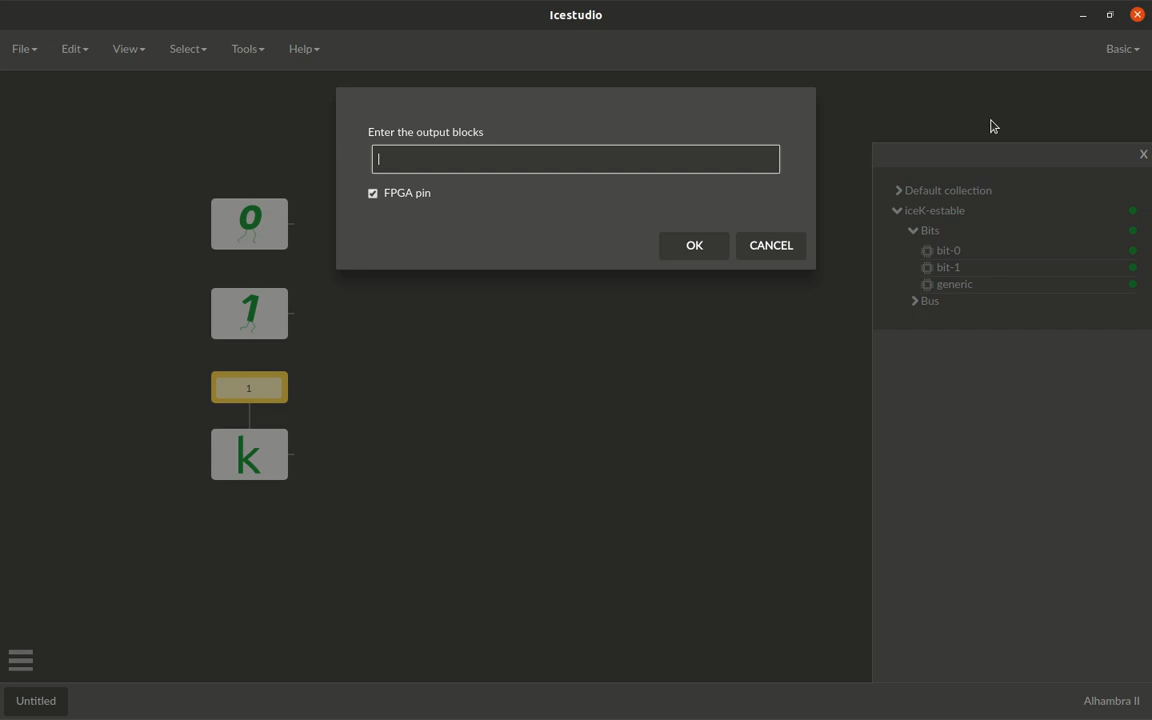 Icestudio
File Edit View Select Tools Help Basic
Enter the output blocks
FPGA pin
OK CANCEL
X
Default collection
iceK-estable
Bits
bit-0
bit-1
generic
Bus
0
1
1
k
Untitled Alhambra II